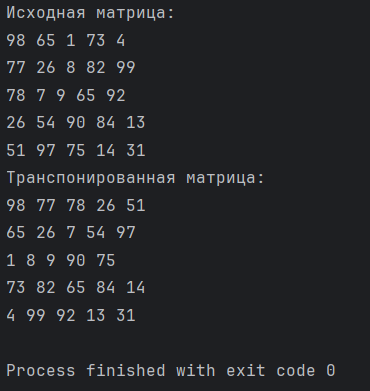 Исходная матрица:
98 65 1 73 4
77 26 8 82 99
78 7 9 65 92
26 54 90 84 13
51 97 75 14 31
Транспонированная матрица:
98 77 78 26 51
65 26 7 54 97
1 8 9 90 75
73 82 65 84 14
4 99 92 13 31
Process finished with exit code 0